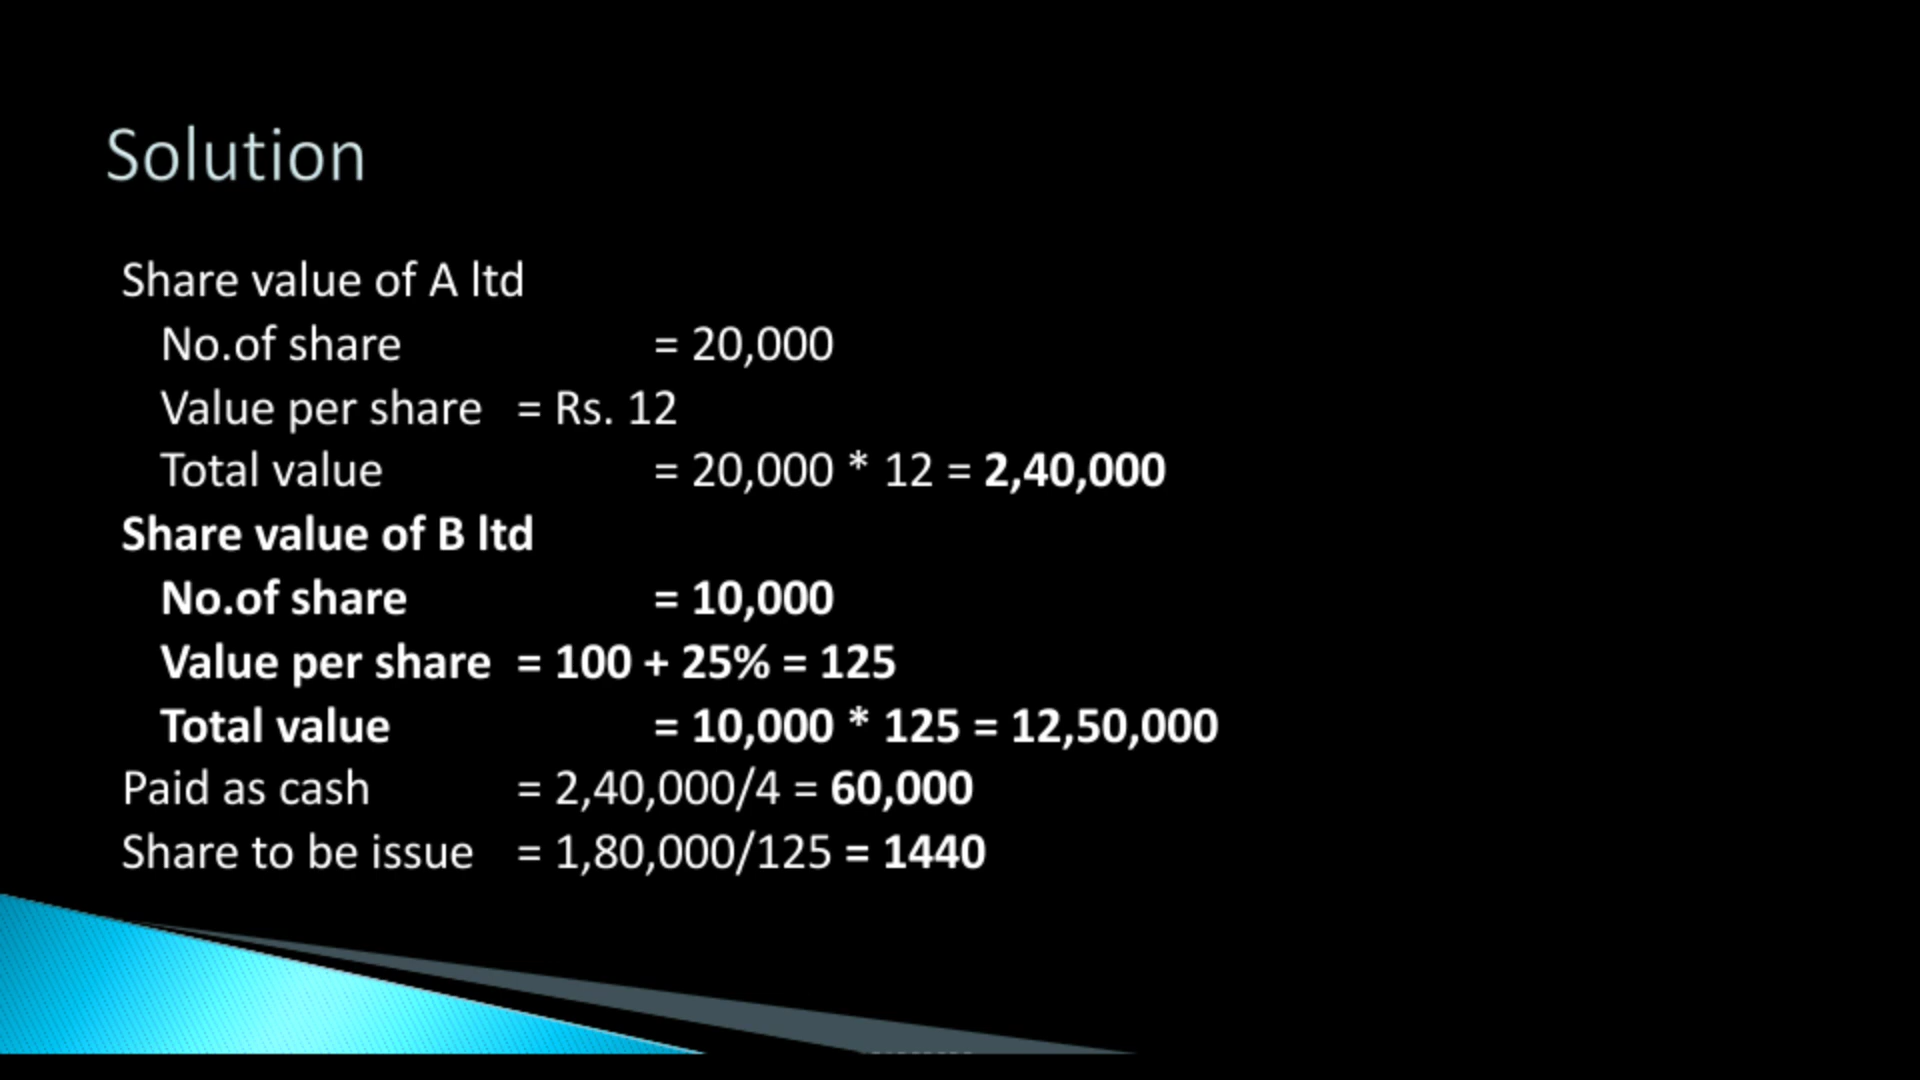 Solution
Share value of A ltd
No.of share = 20,000
Value per share = Rs. 12
Total value = 20,000 * 12 = 2,40,000
Share value of B ltd
No.of share = 10,000
Value per share = 100 + 25% = 125
Total value = 10,000 * 125 = 12,50,000
Paid as cash = 2,40,000/4 = 60,000
Share to be issue = 1,80,000/125 = 1440